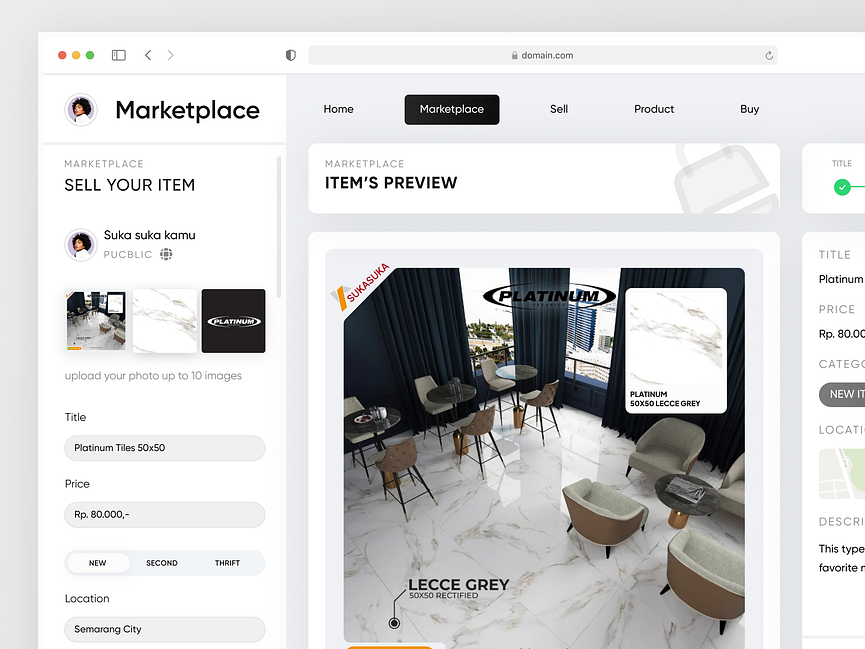 domain.com
Marketplace
Home
Marketplace
Sell
Product
Buy
MARKETPLACE
SELL YOUR ITEM
Suka suka kamu
PUCBLIC
PLATINUM
upload your photo up to 10 images
Title
Platinum Tiles 50x50
Price
Rp. 80.000,-
NEW
SECOND
THRIFT
Location
Semarang City
MARKETPLACE
ITEM'S PREVIEW
SUKASUKA
PLATINUM
PLATINUM
50X50 LECCE GREY
LECCE GREY
50X50 RECTIFIED
TITLE
TITLE
Platinum
PRICE
Rp. 80.00
CATEG
NEW IT
LOCATI
DESCRI
This type
favorite